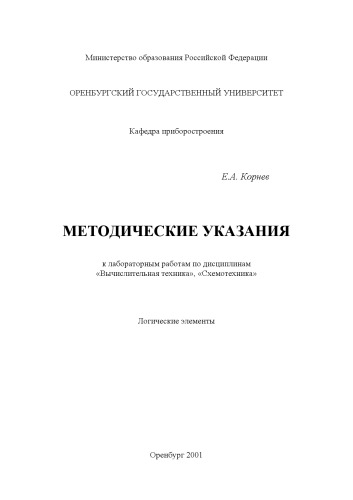 Министерство образования Российской Федерации
ОРЕНБУРГСКИЙ ГОСУДАРСТВЕННЫЙ УНИВЕРСИТЕТ
Кафедра приборостроения
Е.А. Корнев
МЕТОДИЧЕСКИЕ УКАЗАНИЯ
к лабораторным работам по дисциплинам
«Вычислительная техника», «Схемотехника»
Логические элементы
Оренбург 2001